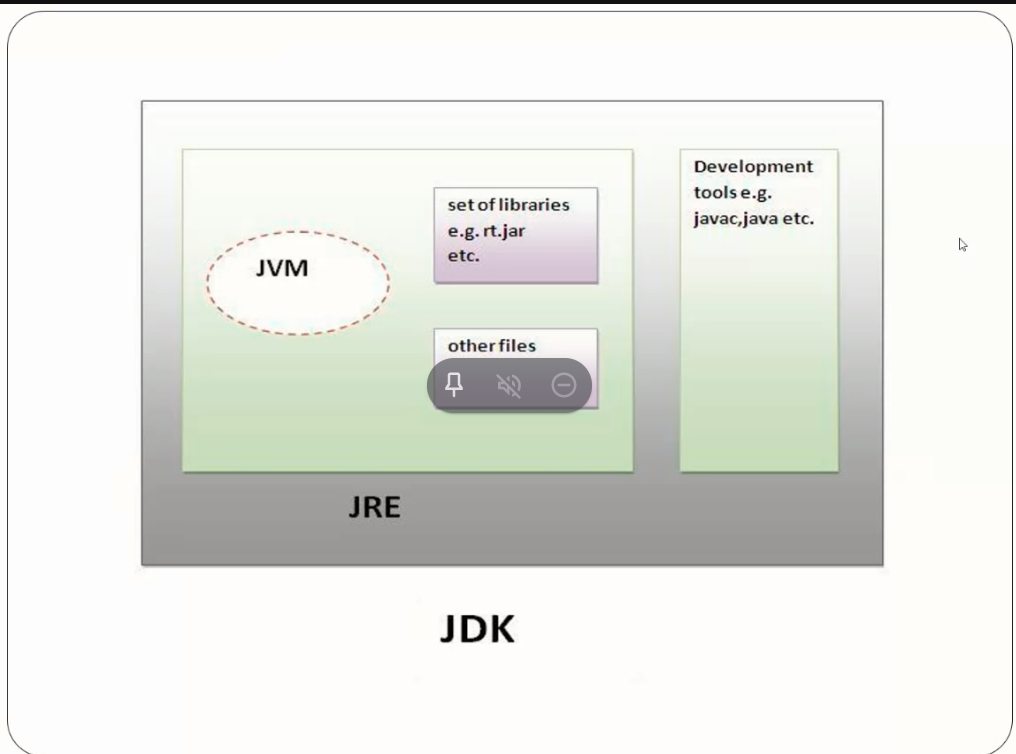 JVM
set of libraries
e.g. rt.jar
etc.
other files
Development
tools e.g.
javac,java etc.
JRE
JDK